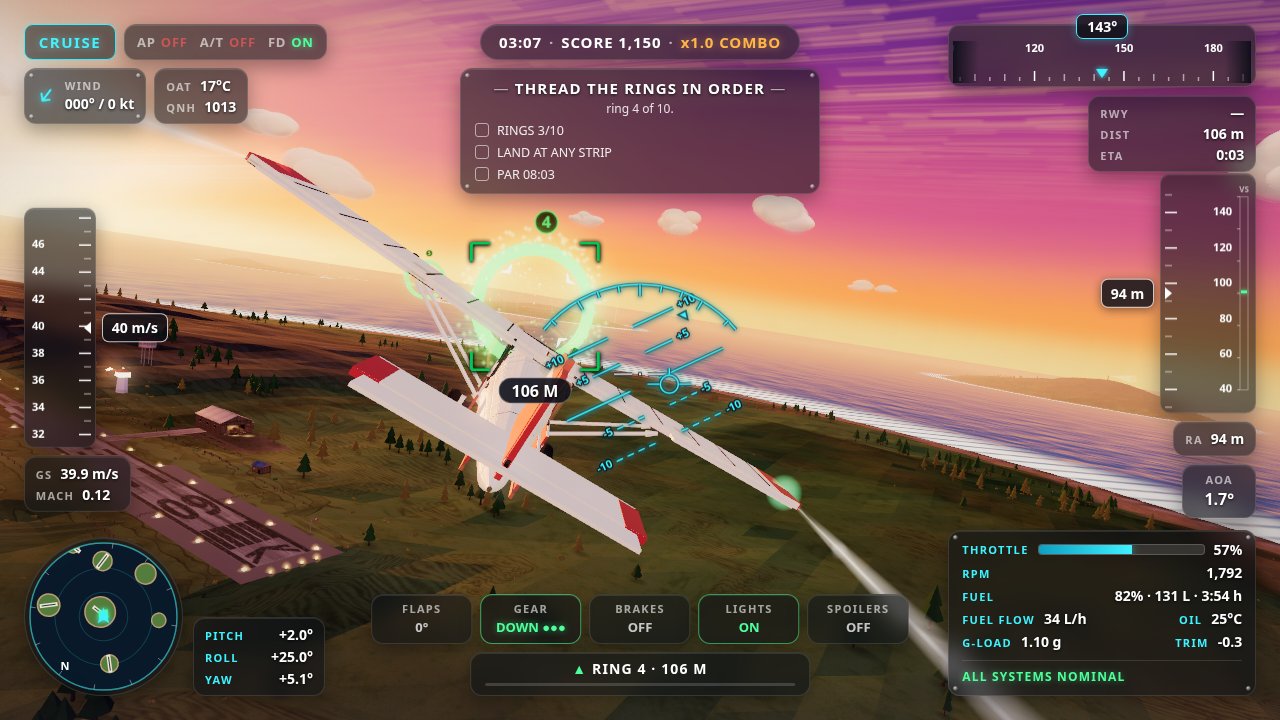 CRUISE
AP OFF A/T OFF FD ON
WIND
000° / 0 kt
OAT 17°C
QNH 1013
03:07 · SCORE 1,150 · x1.0 COMBO
— THREAD THE RINGS IN ORDER —
ring 4 of 10.
RINGS 3/10
LAND AT ANY STRIP
PAR 08:03
143°
120 150 180
RWY —
DIST 106 m
ETA 0:03
VS
140
120
100
80
60
40
94 m
RA 94 m
AOA
1.7°
46
44
42
40
38
36
34
32
40 m/s
GS 39.9 m/s
MACH 0.12
4
106 M
+10
+5
-5
-10
+10
+5
-5
-10
09
N
PITCH +2.0°
ROLL +25.0°
YAW +5.1°
FLAPS
0°
GEAR
DOWN ●●●
BRAKES
OFF
LIGHTS
ON
SPOILERS
OFF
▲ RING 4 · 106 M
THROTTLE 57%
RPM 1,792
FUEL 82% · 131 L · 3:54 h
FUEL FLOW 34 L/h OIL 25°C
G-LOAD 1.10 g TRIM -0.3
ALL SYSTEMS NOMINAL